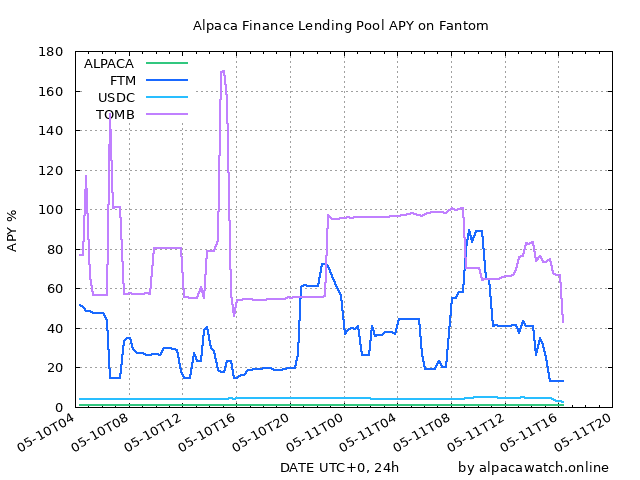 Alpaca Finance Lending Pool APY on Fantom
ALPACA
FTM
USDC
TOMB
APY %
180
160
140
120
100
80
60
40
20
0
05-10T04
05-10T08
05-10T12
05-10T16
05-10T20
05-11T00
05-11T04
05-11T08
05-11T12
05-11T16
05-11T20
DATE UTC+0, 24h
by alpacawatch.online